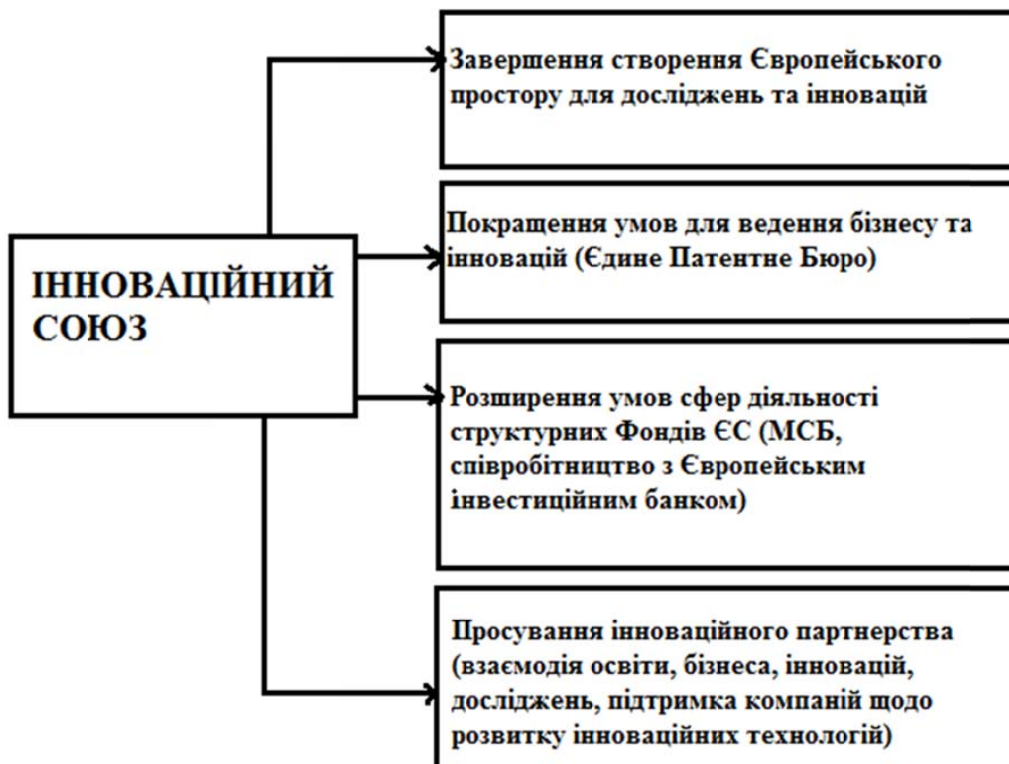 Завершення створення Європейського
простору для досліджень та інновацій
Покращення умов для ведення бізнесу та
інновацій (Єдине Патентне Бюро)
ІННОВАЦІЙНИЙ
СОЮЗ
Розширення умов сфер діяльності
структурних Фондів ЄС (МСБ,
співробітництво з Європейським
інвестиційним банком)
Просування інноваційного партнерства
(взаємодія освіти, бізнеса, інновацій,
досліджень, підтримка компаній щодо
розвитку інноваційних технологій)